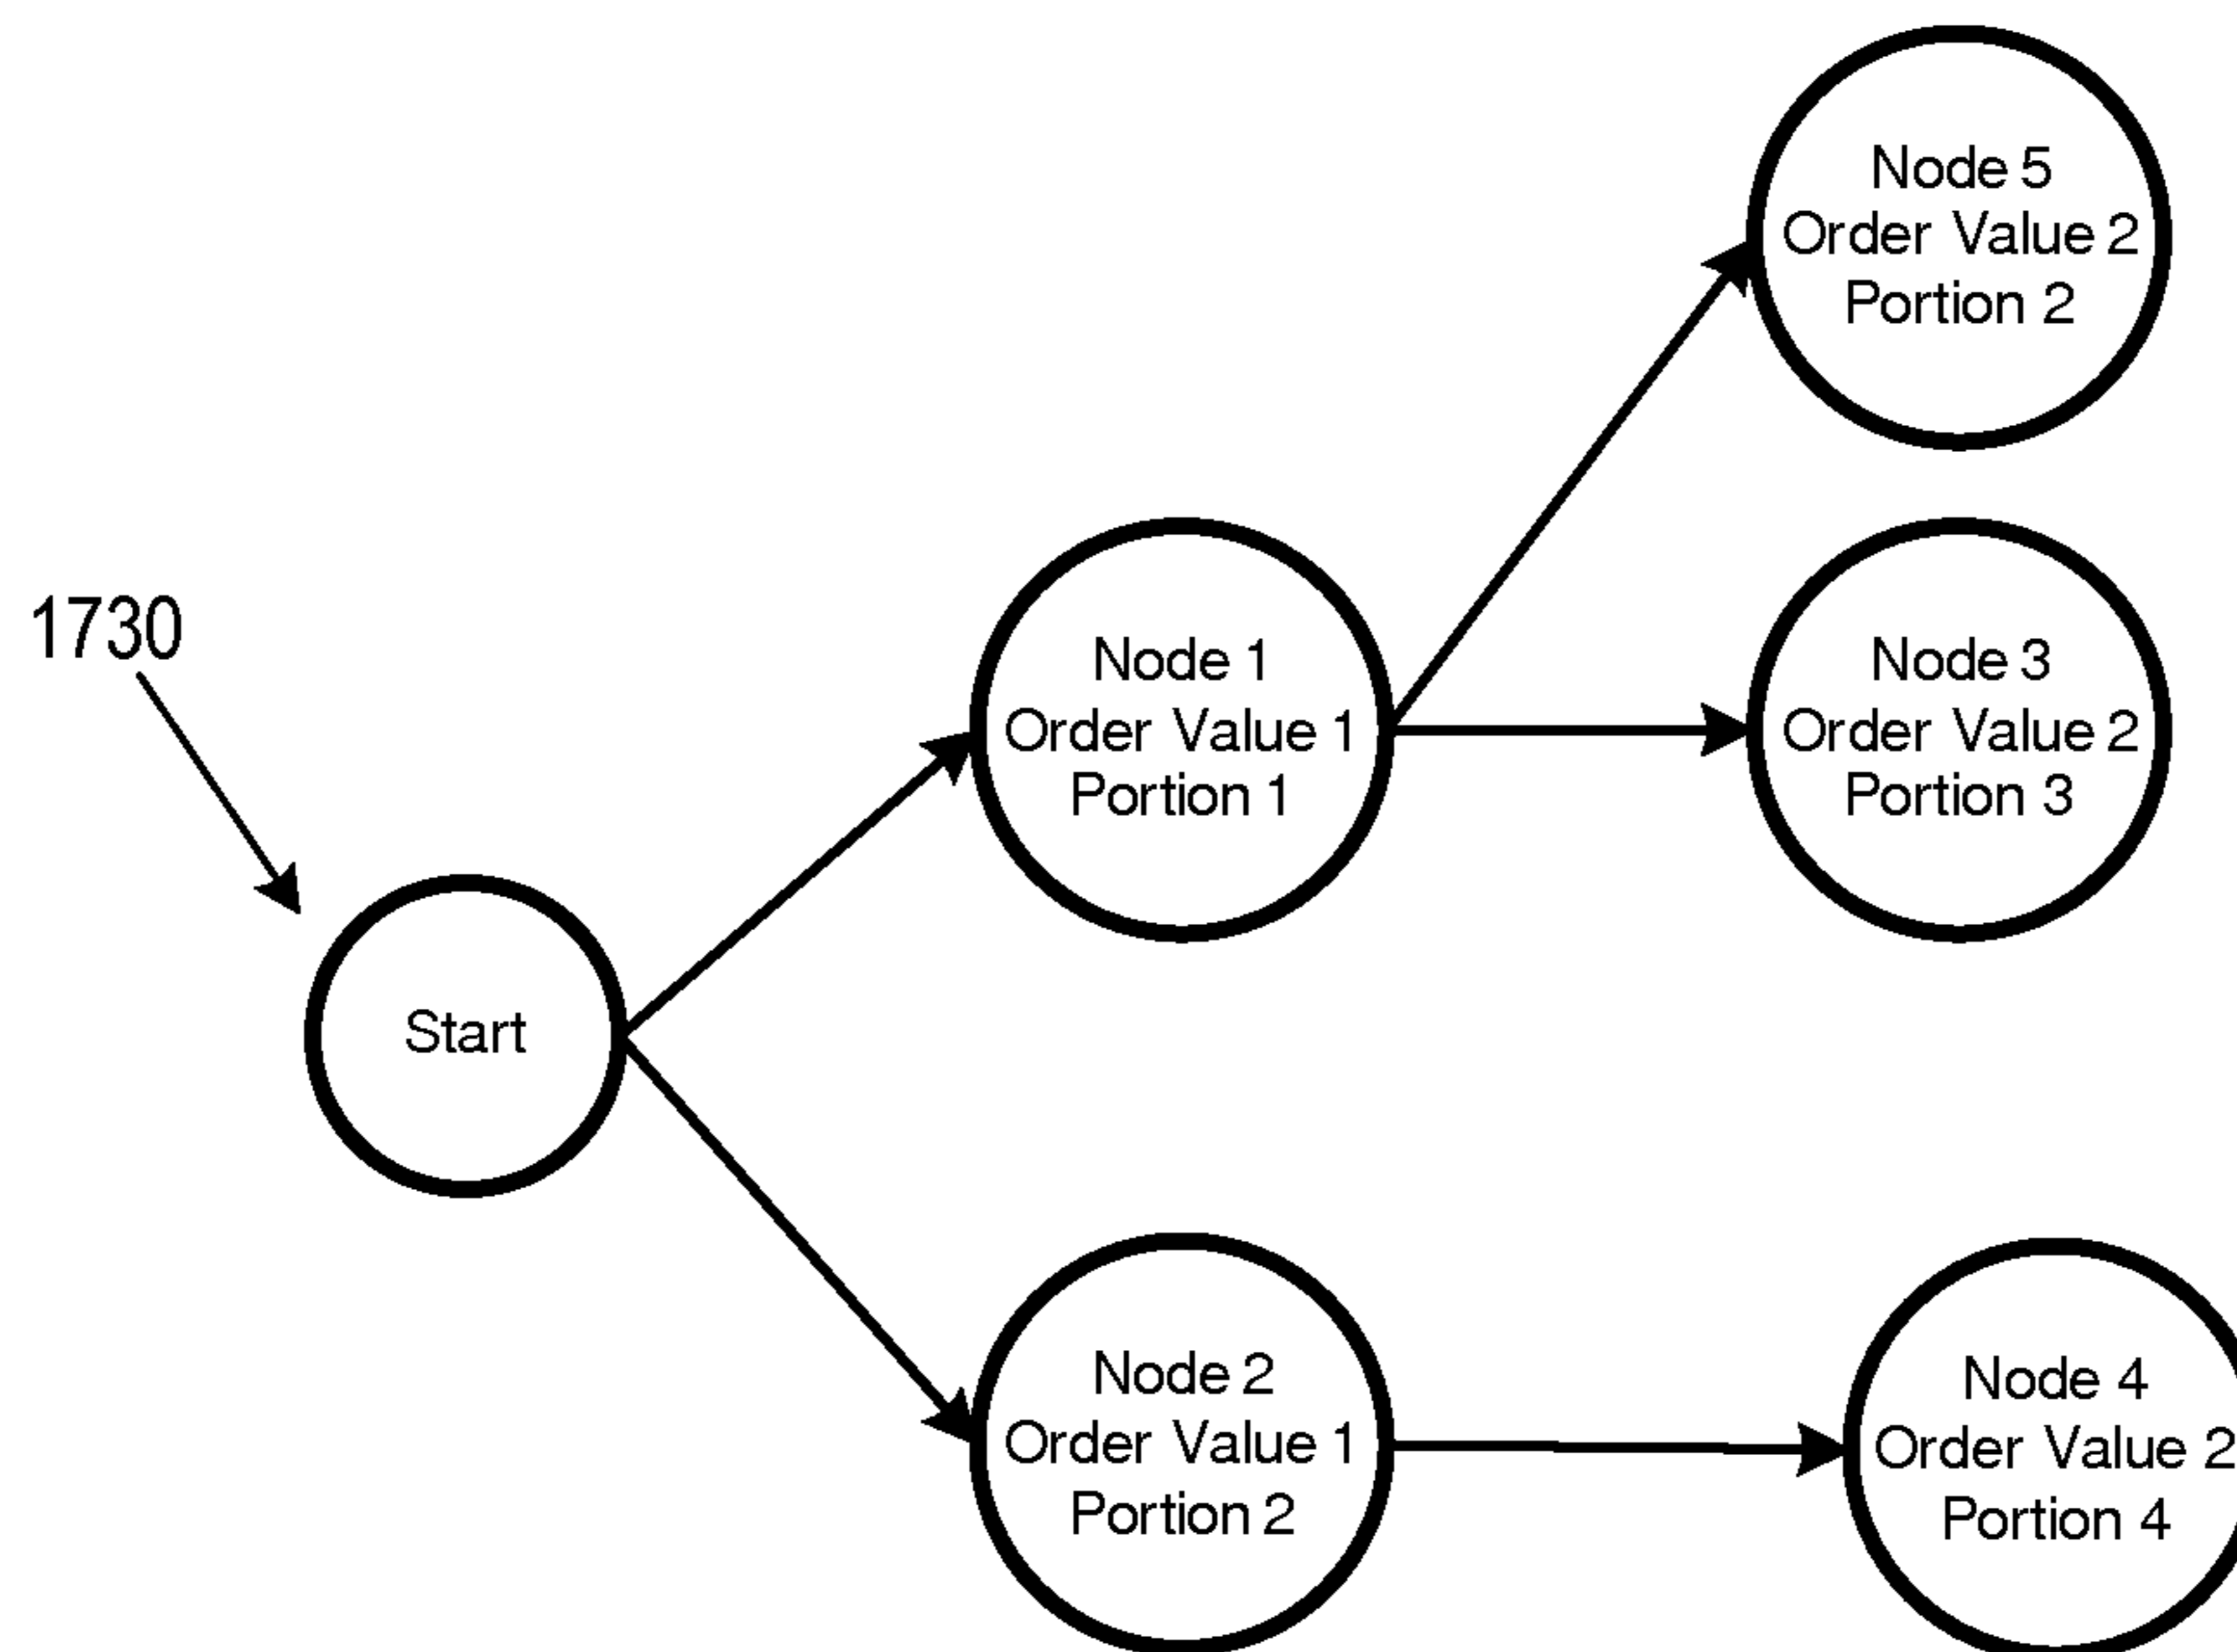 Node 5
Order Value 2
Portion 2
1730
Node 1
Order Value 1
Portion 1
Node 3
Order Value 2
Portion 3
Start
Node 2
Order Value 1
Portion 2
Node 4
Order Value 2
Portion 4